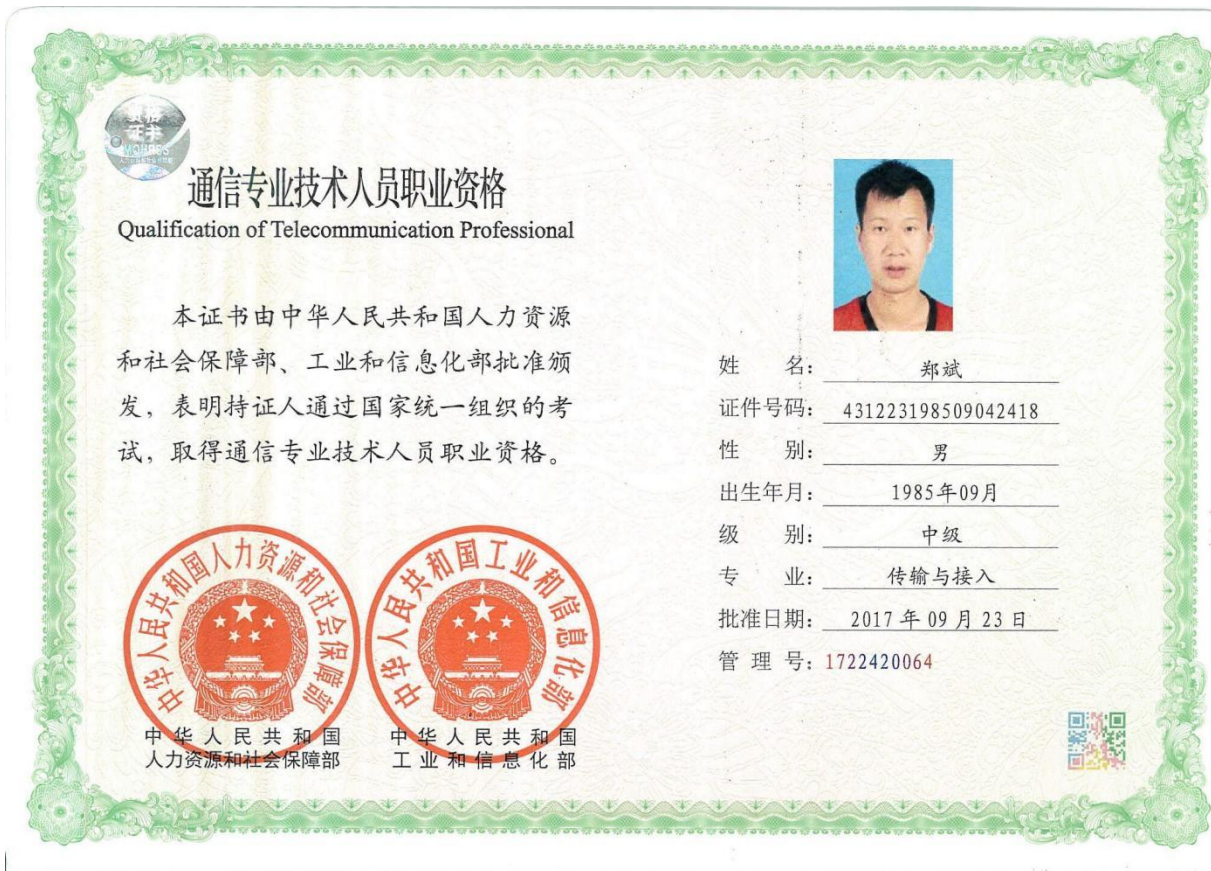 资格
证书
MOHRSS
通信专业技术人员职业资格
Qualification of Telecommunication Professional
本证书由中华人民共和国人力资源
和社会保障部、工业和信息化部批准颁
发，表明持证人通过国家统一组织的考
试，取得通信专业技术人员职业资格。
中华人民共和国人力资源和社会保障部
中华人民共和国工业和信息化部
中华人民共和国
人力资源和社会保障部
中华人民共和国
工业和信息化部
姓 名： 郑斌
证件号码： 431223198509042418
性 别： 男
出生年月： 1985年09月
级 别： 中级
专 业： 传输与接入
批准日期： 2017 年 09 月 23 日
管 理 号：1722420064